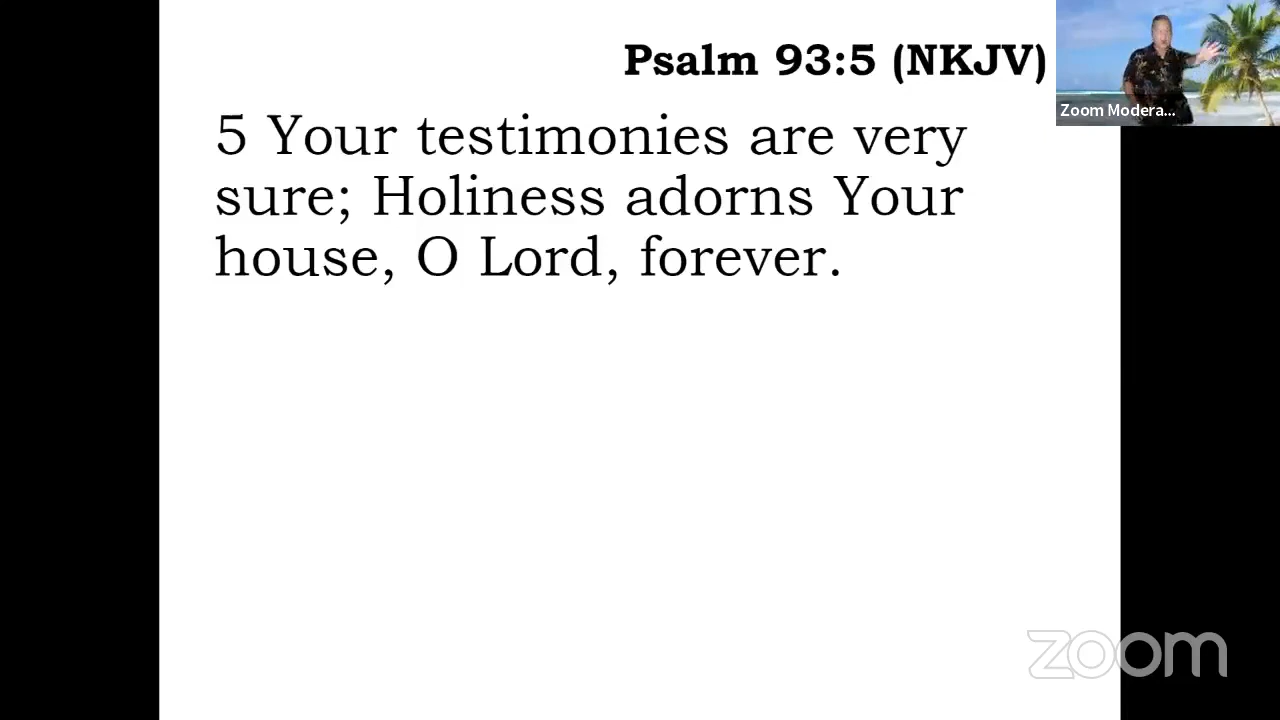 Psalm 93:5 (NKJV)
5 Your testimonies are very
sure; Holiness adorns Your
house, O Lord, forever.
Zoom Modera...
zoom